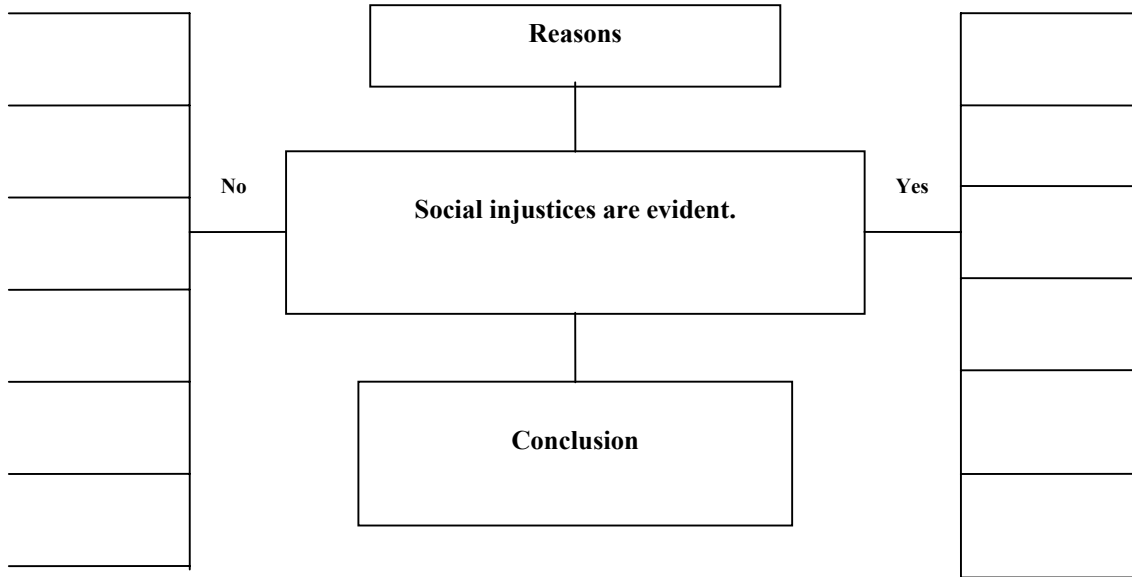 Reasons
No
Yes
Social injustices are evident.
Conclusion